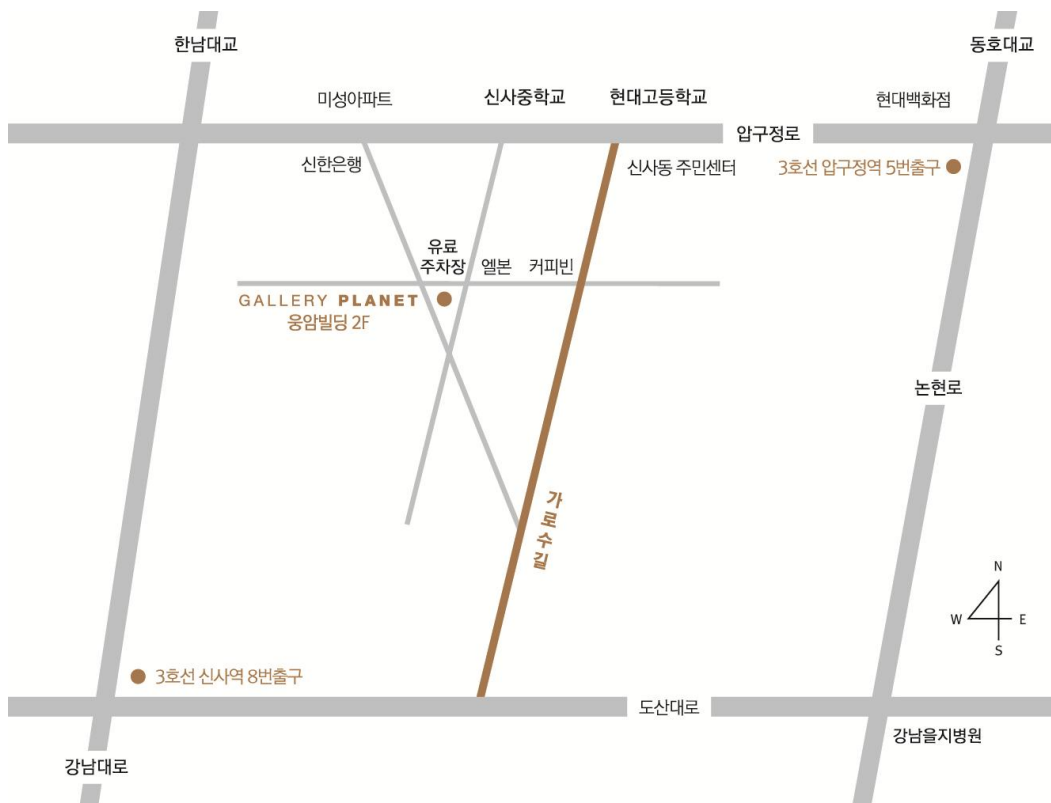 한남대교
동호대교
미성아파트
신사중학교
현대고등학교
현대백화점
압구정로
신한은행
신사동 주민센터
3호선 압구정역 5번출구
유료
주차장
엘본
커피빈
GALLERY PLANET
웅암빌딩 2F
논현로
가로수길
N
W
E
S
3호선 신사역 8번출구
도산대로
강남을지병원
강남대로